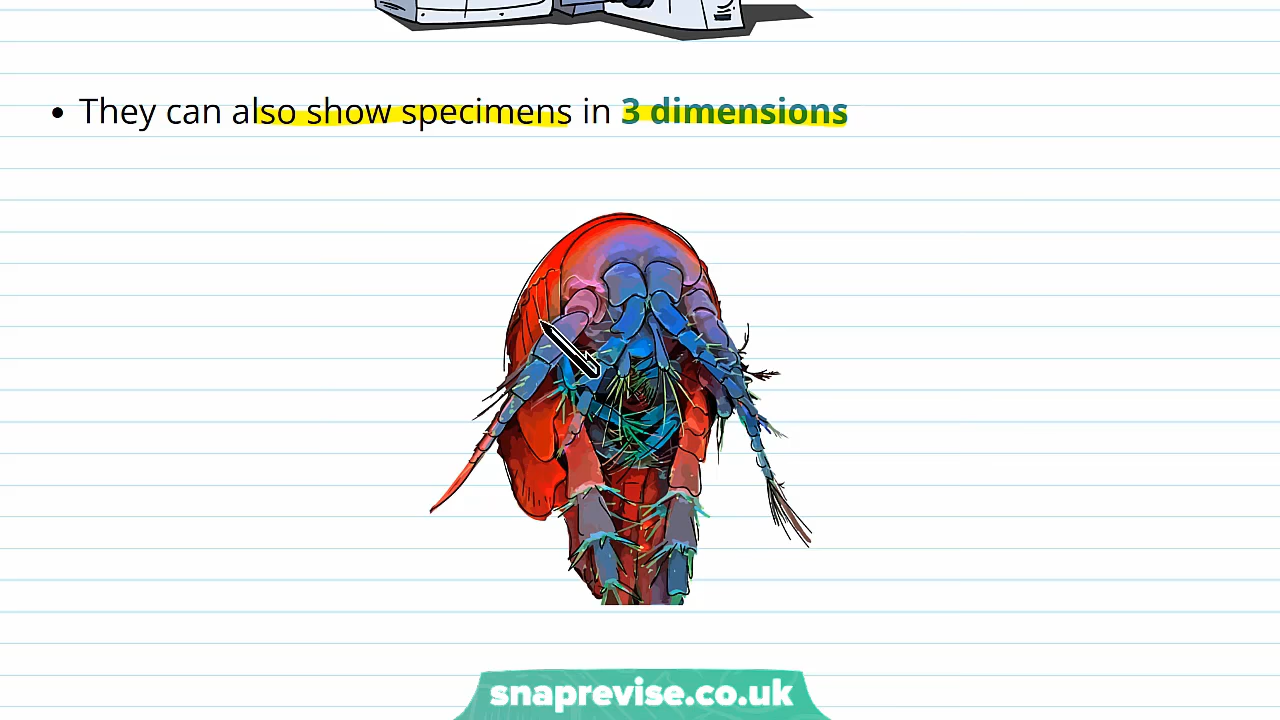 • They can also show specimens in 3 dimensions
snaprevise.co.uk